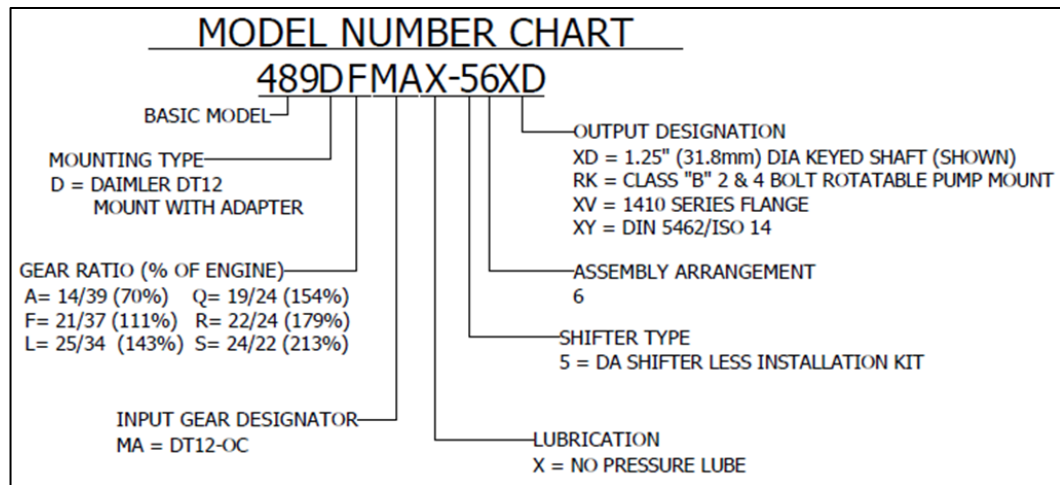 MODEL NUMBER CHART
489DFMAX-56XD
BASIC MODEL
MOUNTING TYPE
D = DAIMLER DT12
MOUNT WITH ADAPTER
GEAR RATIO (% OF ENGINE)
A= 14/39 (70%) Q= 19/24 (154%)
F= 21/37 (111%) R= 22/24 (179%)
L= 25/34 (143%) S= 24/22 (213%)
INPUT GEAR DESIGNATOR
MA = DT12-OC
OUTPUT DESIGNATION
XD = 1.25" (31.8mm) DIA KEYED SHAFT (SHOWN)
RK = CLASS "B" 2 & 4 BOLT ROTATABLE PUMP MOUNT
XV = 1410 SERIES FLANGE
XY = DIN 5462/ISO 14
ASSEMBLY ARRANGEMENT
6
SHIFTER TYPE
5 = DA SHIFTER LESS INSTALLATION KIT
LUBRICATION
X = NO PRESSURE LUBE